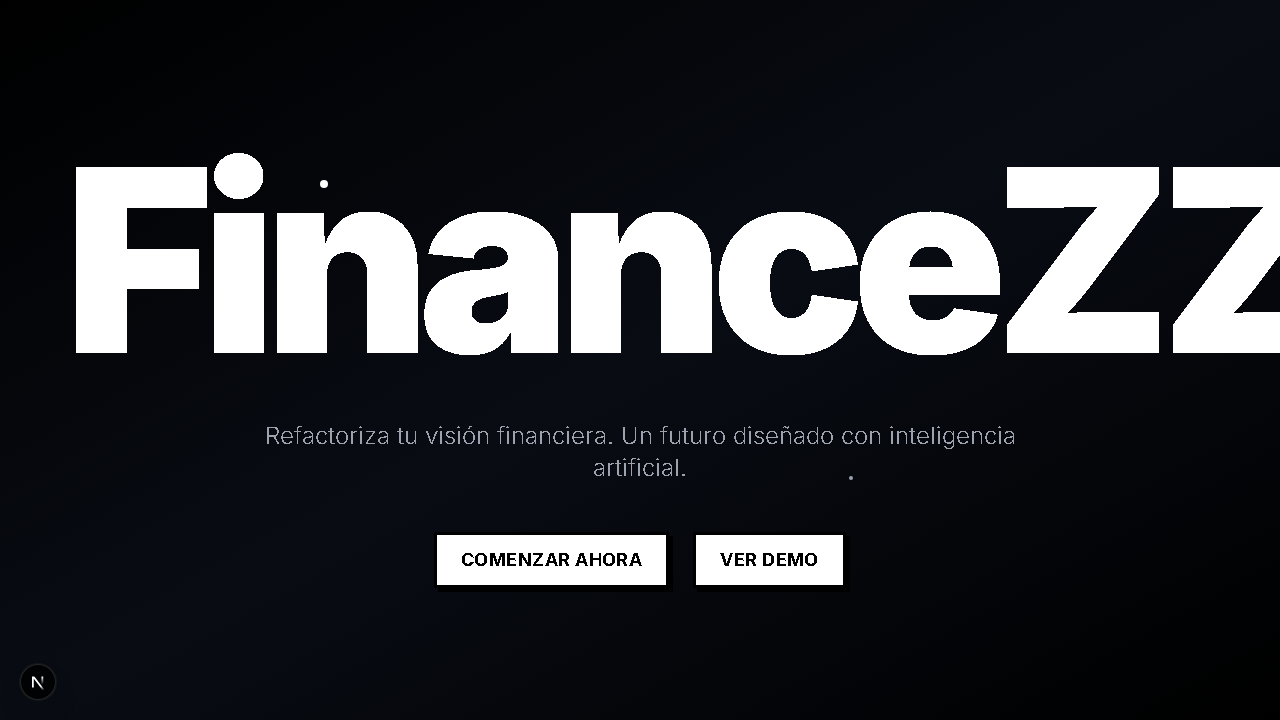 FinanceZZ
Refactoriza tu visión financiera. Un futuro diseñado con inteligencia
artificial.
COMENZAR AHORA
VER DEMO
N